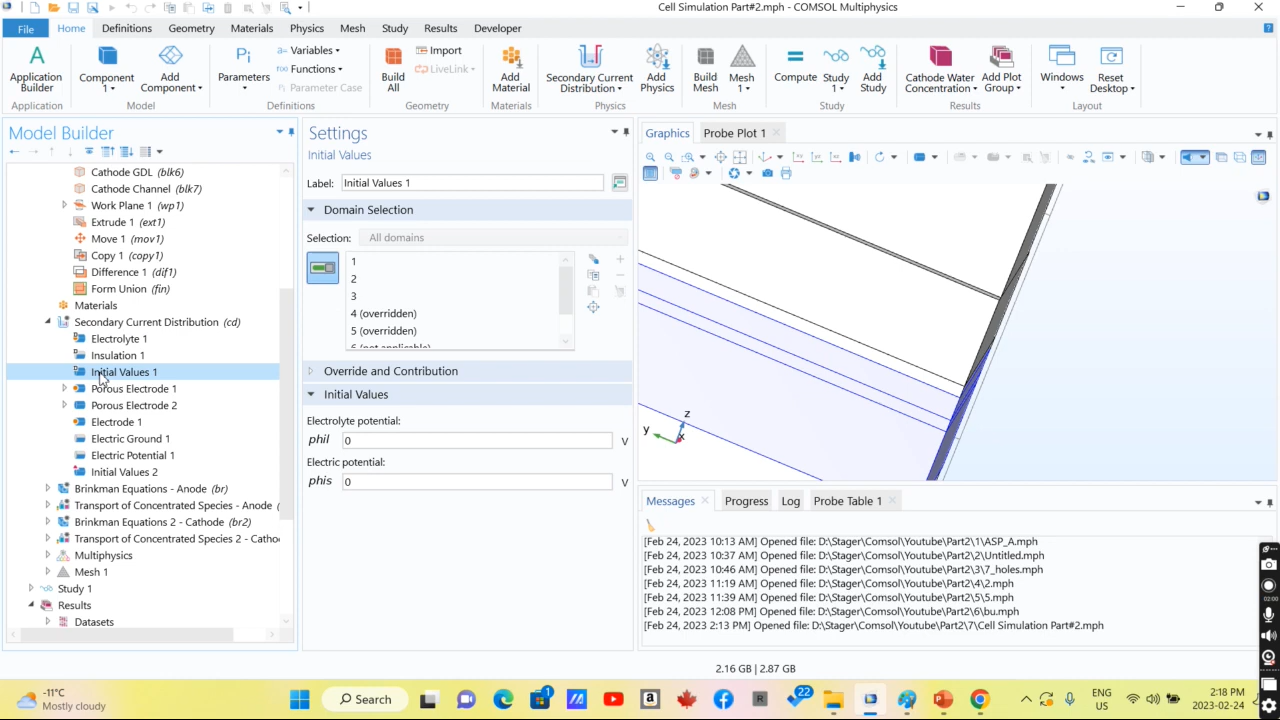 Cell Simulation Part#2.mph - COMSOL Multiphysics
File Home Definitions Geometry Materials Physics Mesh Study Results Developer
Application Builder
Application
Component 1
Add Component
Model
Pi Parameters
a= Variables
f(x) Functions
Pi Parameter Case
Definitions
Build All
Import
LiveLink
Geometry
Add Material
Materials
Secondary Current Distribution
Add Physics
Physics
Build Mesh
Mesh 1
Mesh
Compute
Study 1
Add Study
Study
Cathode Water Concentration
Add Plot Group
Results
Windows
Reset Desktop
Layout
Model Builder
Cathode GDL (blk6)
Cathode Channel (blk7)
Work Plane 1 (wp1)
Extrude 1 (ext1)
Move 1 (mov1)
Copy 1 (copy1)
Difference 1 (dif1)
Form Union (fin)
Materials
Secondary Current Distribution (cd)
Electrolyte 1
Insulation 1
Initial Values 1
Porous Electrode 1
Porous Electrode 2
Electrode 1
Electric Ground 1
Electric Potential 1
Initial Values 2
Brinkman Equations - Anode (br)
Transport of Concentrated Species - Anode (
Brinkman Equations 2 - Cathode (br2)
Transport of Concentrated Species 2 - Catho
Multiphysics
Mesh 1
Study 1
Results
Datasets
Settings
Initial Values
Label: Initial Values 1
Domain Selection
Selection: All domains
1
2
3
4 (overridden)
5 (overridden)
6 (not applicable)
Override and Contribution
Initial Values
Electrolyte potential:
phil 0 V
Electric potential:
phis 0 V
Graphics Probe Plot 1
z
y
x
Messages Progress Log Probe Table 1
[Feb 24, 2023 10:13 AM] Opened file: D:\Stager\Comsol\Youtube\Part2\1\ASP_A.mph
[Feb 24, 2023 10:37 AM] Opened file: D:\Stager\Comsol\Youtube\Part2\2\Untitled.mph
[Feb 24, 2023 10:46 AM] Opened file: D:\Stager\Comsol\Youtube\Part2\3\7_holes.mph
[Feb 24, 2023 11:19 AM] Opened file: D:\Stager\Comsol\Youtube\Part2\4\2.mph
[Feb 24, 2023 11:39 AM] Opened file: D:\Stager\Comsol\Youtube\Part2\5\5.mph
[Feb 24, 2023 12:08 PM] Opened file: D:\Stager\Comsol\Youtube\Part2\6\bu.mph
[Feb 24, 2023 2:13 PM] Opened file: D:\Stager\Comsol\Youtube\Part2\7\Cell Simulation Part#2.mph
02:00
2.16 GB | 2.87 GB
-11°C
Mostly cloudy
Search
1
a
R
22
ENG
US
2:18 PM
2023-02-24